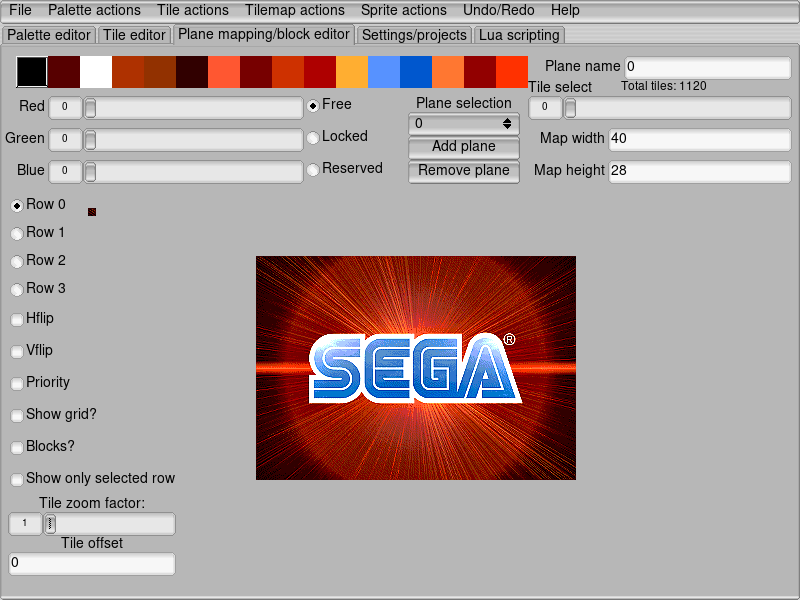 File Palette actions Tile actions Tilemap actions Sprite actions Undo/Redo Help
Palette editor Tile editor Plane mapping/block editor Settings/projects Lua scripting
Plane name 0
Tile select Total tiles: 1120
Red 0 Free Plane selection 0
0
Green 0 Locked Add plane Map width 40
Blue 0 Reserved Remove plane Map height 28
Row 0
Row 1
Row 2
Row 3
Hflip
Vflip
Priority
Show grid?
Blocks?
Show only selected row
Tile zoom factor:
1
Tile offset
0
SEGA®